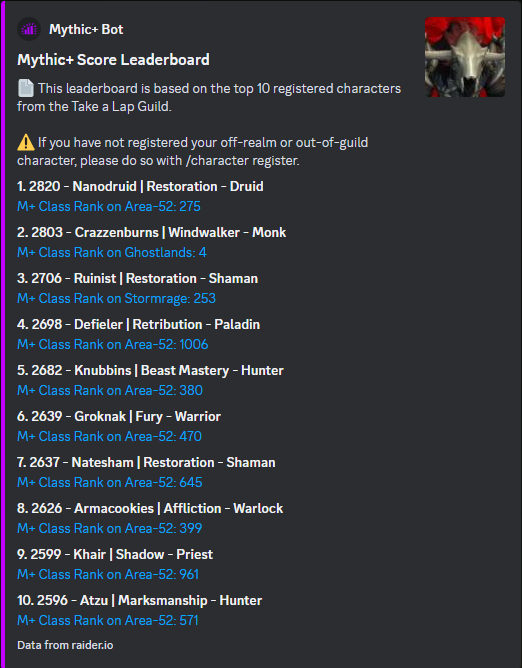 Mythic+ Bot
Mythic+ Score Leaderboard
This leaderboard is based on the top 10 registered characters
from the Take a Lap Guild.
If you have not registered your off-realm or out-of-guild
character, please do so with /character register.
1. 2820 - Nanodruid | Restoration - Druid
M+ Class Rank on Area-52: 275
2. 2803 - Crazzenburns | Windwalker - Monk
M+ Class Rank on Ghostlands: 4
3. 2706 - Ruinist | Restoration - Shaman
M+ Class Rank on Stormrage: 253
4. 2698 - Defieler | Retribution - Paladin
M+ Class Rank on Area-52: 1006
5. 2682 - Knubbins | Beast Mastery - Hunter
M+ Class Rank on Area-52: 380
6. 2639 - Groknak | Fury - Warrior
M+ Class Rank on Area-52: 470
7. 2637 - Natesham | Restoration - Shaman
M+ Class Rank on Area-52: 645
8. 2626 - Armacookies | Affliction - Warlock
M+ Class Rank on Area-52: 399
9. 2599 - Khair | Shadow - Priest
M+ Class Rank on Area-52: 961
10. 2596 - Atzu | Marksmanship - Hunter
M+ Class Rank on Area-52: 571
Data from raider.io